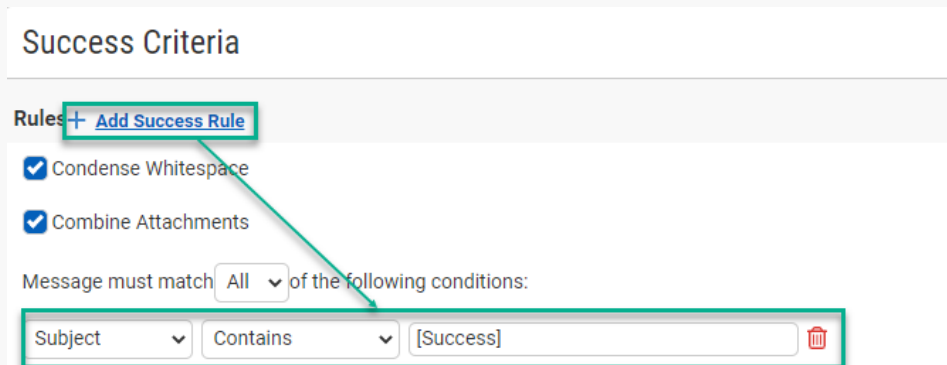 Success Criteria
Rules + Add Success Rule
Condense Whitespace
Combine Attachments
Message must match All of the following conditions:
Subject Contains [Success]